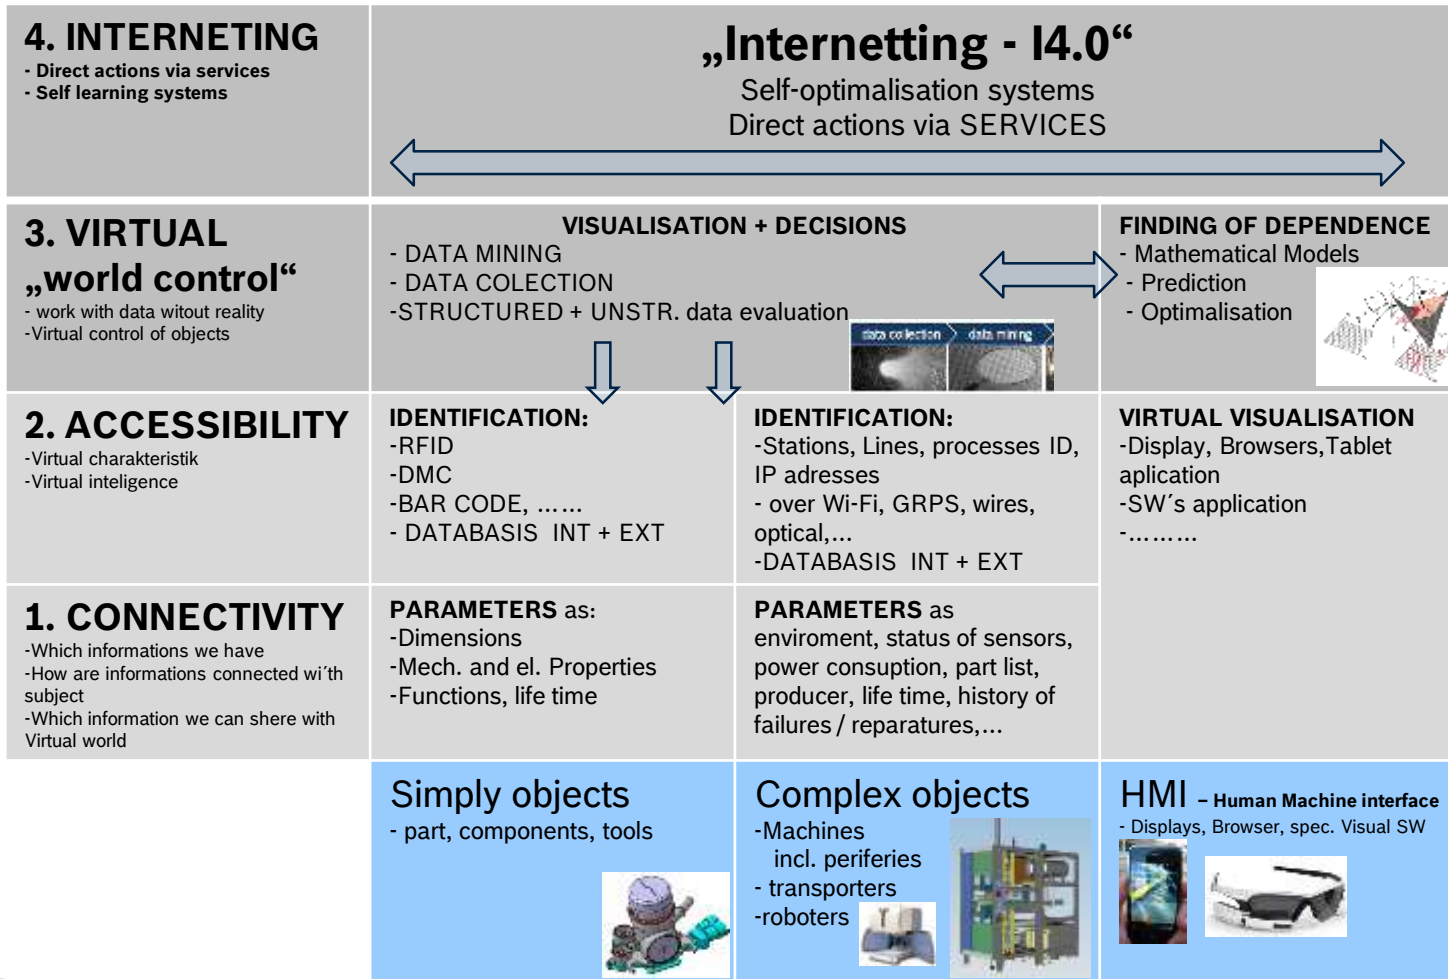 4. INTERNETING
- Direct actions via services
- Self learning systems
„Internetting - I4.0“
Self-optimalisation systems
Direct actions via SERVICES
3. VIRTUAL
„world control“
- work with data witout reality
-Virtual control of objects
VISUALISATION + DECISIONS
- DATA MINING
- DATA COLECTION
-STRUCTURED + UNSTR. data evaluation
data collection
data mining
FINDING OF DEPENDENCE
- Mathematical Models
- Prediction
- Optimalisation
2. ACCESSIBILITY
-Virtual charakteristik
-Virtual inteligence
IDENTIFICATION:
-RFID
-DMC
-BAR CODE, ... ...
- DATABASIS INT + EXT
IDENTIFICATION:
-Stations, Lines, processes ID,
IP adresses
- over Wi-Fi, GRPS, wires,
optical,...
-DATABASIS INT + EXT
VIRTUAL VISUALISATION
-Display, Browsers,Tablet
aplication
-SW´s application
-... ... ...
1. CONNECTIVITY
-Which informations we have
-How are informations connected wi´th
subject
-Which information we can shere with
Virtual world
PARAMETERS as:
-Dimensions
-Mech. and el. Properties
-Functions, life time
PARAMETERS as
enviroment, status of sensors,
power consuption, part list,
producer, life time, history of
failures / reparatures,...
Simply objects
- part, components, tools
Complex objects
-Machines
incl. periferies
- transporters
-roboters
HMI – Human Machine interface
- Displays, Browser, spec. Visual SW